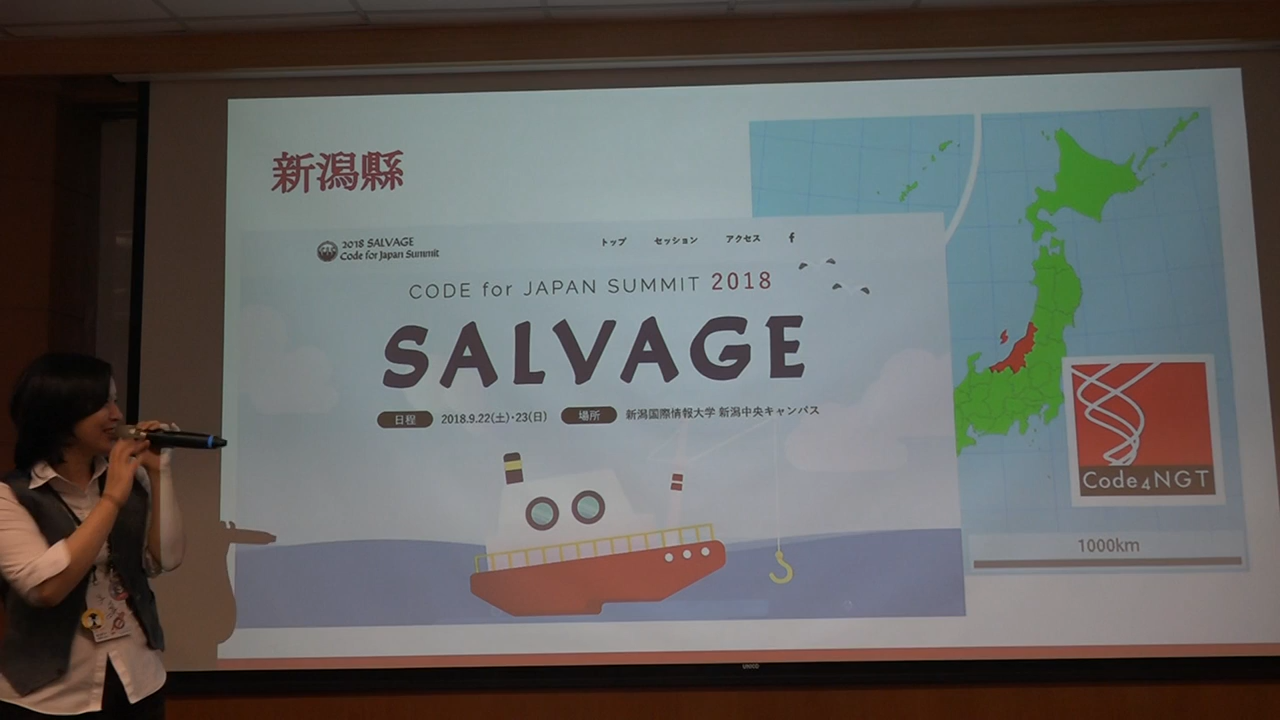 新潟縣
2018 SALVAGE
Code for Japan Summit
トップ セッション アクセス f
CODE for JAPAN SUMMIT 2018
SALVAGE
日程 2018.9.22(土)・23(日) 場所 新潟国際情報大学 新潟中央キャンパス
Code4NGT
1000km